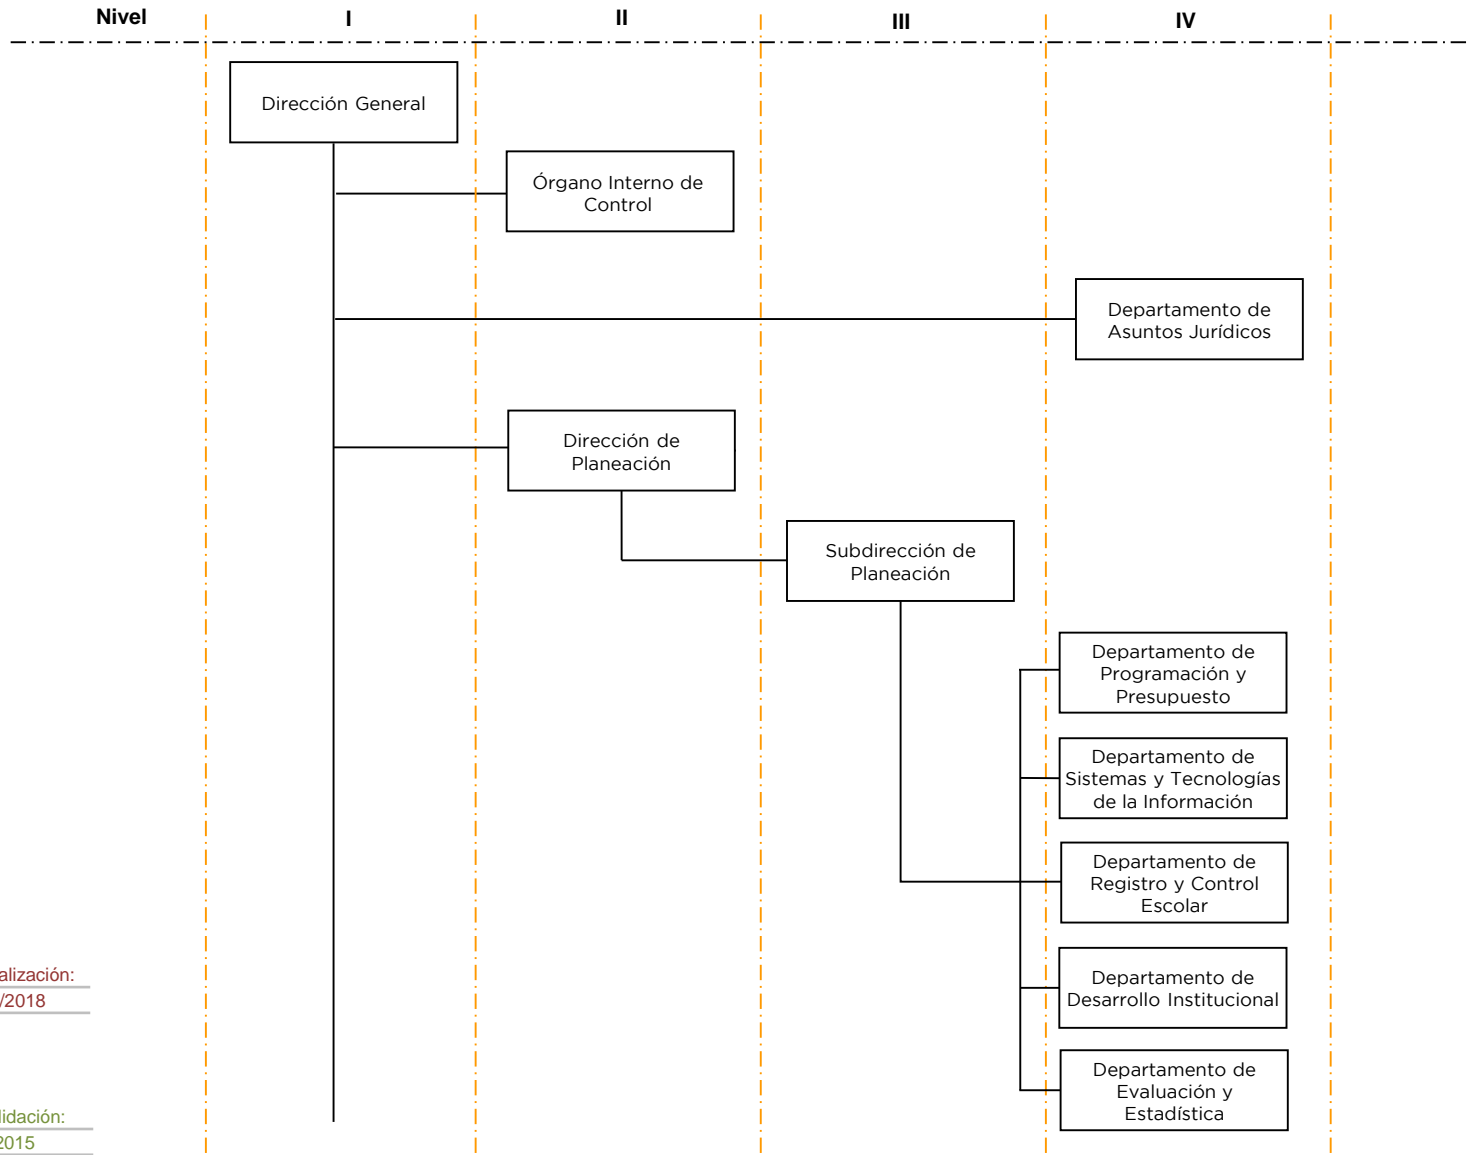 Nivel I II III IV
Dirección General
Órgano Interno de
Control
Departamento de
Asuntos Jurídicos
Dirección de
Planeación
Subdirección de
Planeación
Departamento de
Programación y
Presupuesto
Departamento de
Sistemas y Tecnologías
de la Información
Departamento de
Registro y Control
Escolar
Departamento de
Desarrollo Institucional
Departamento de
Evaluación y
Estadística
alización:
/2018
lidación:
2015